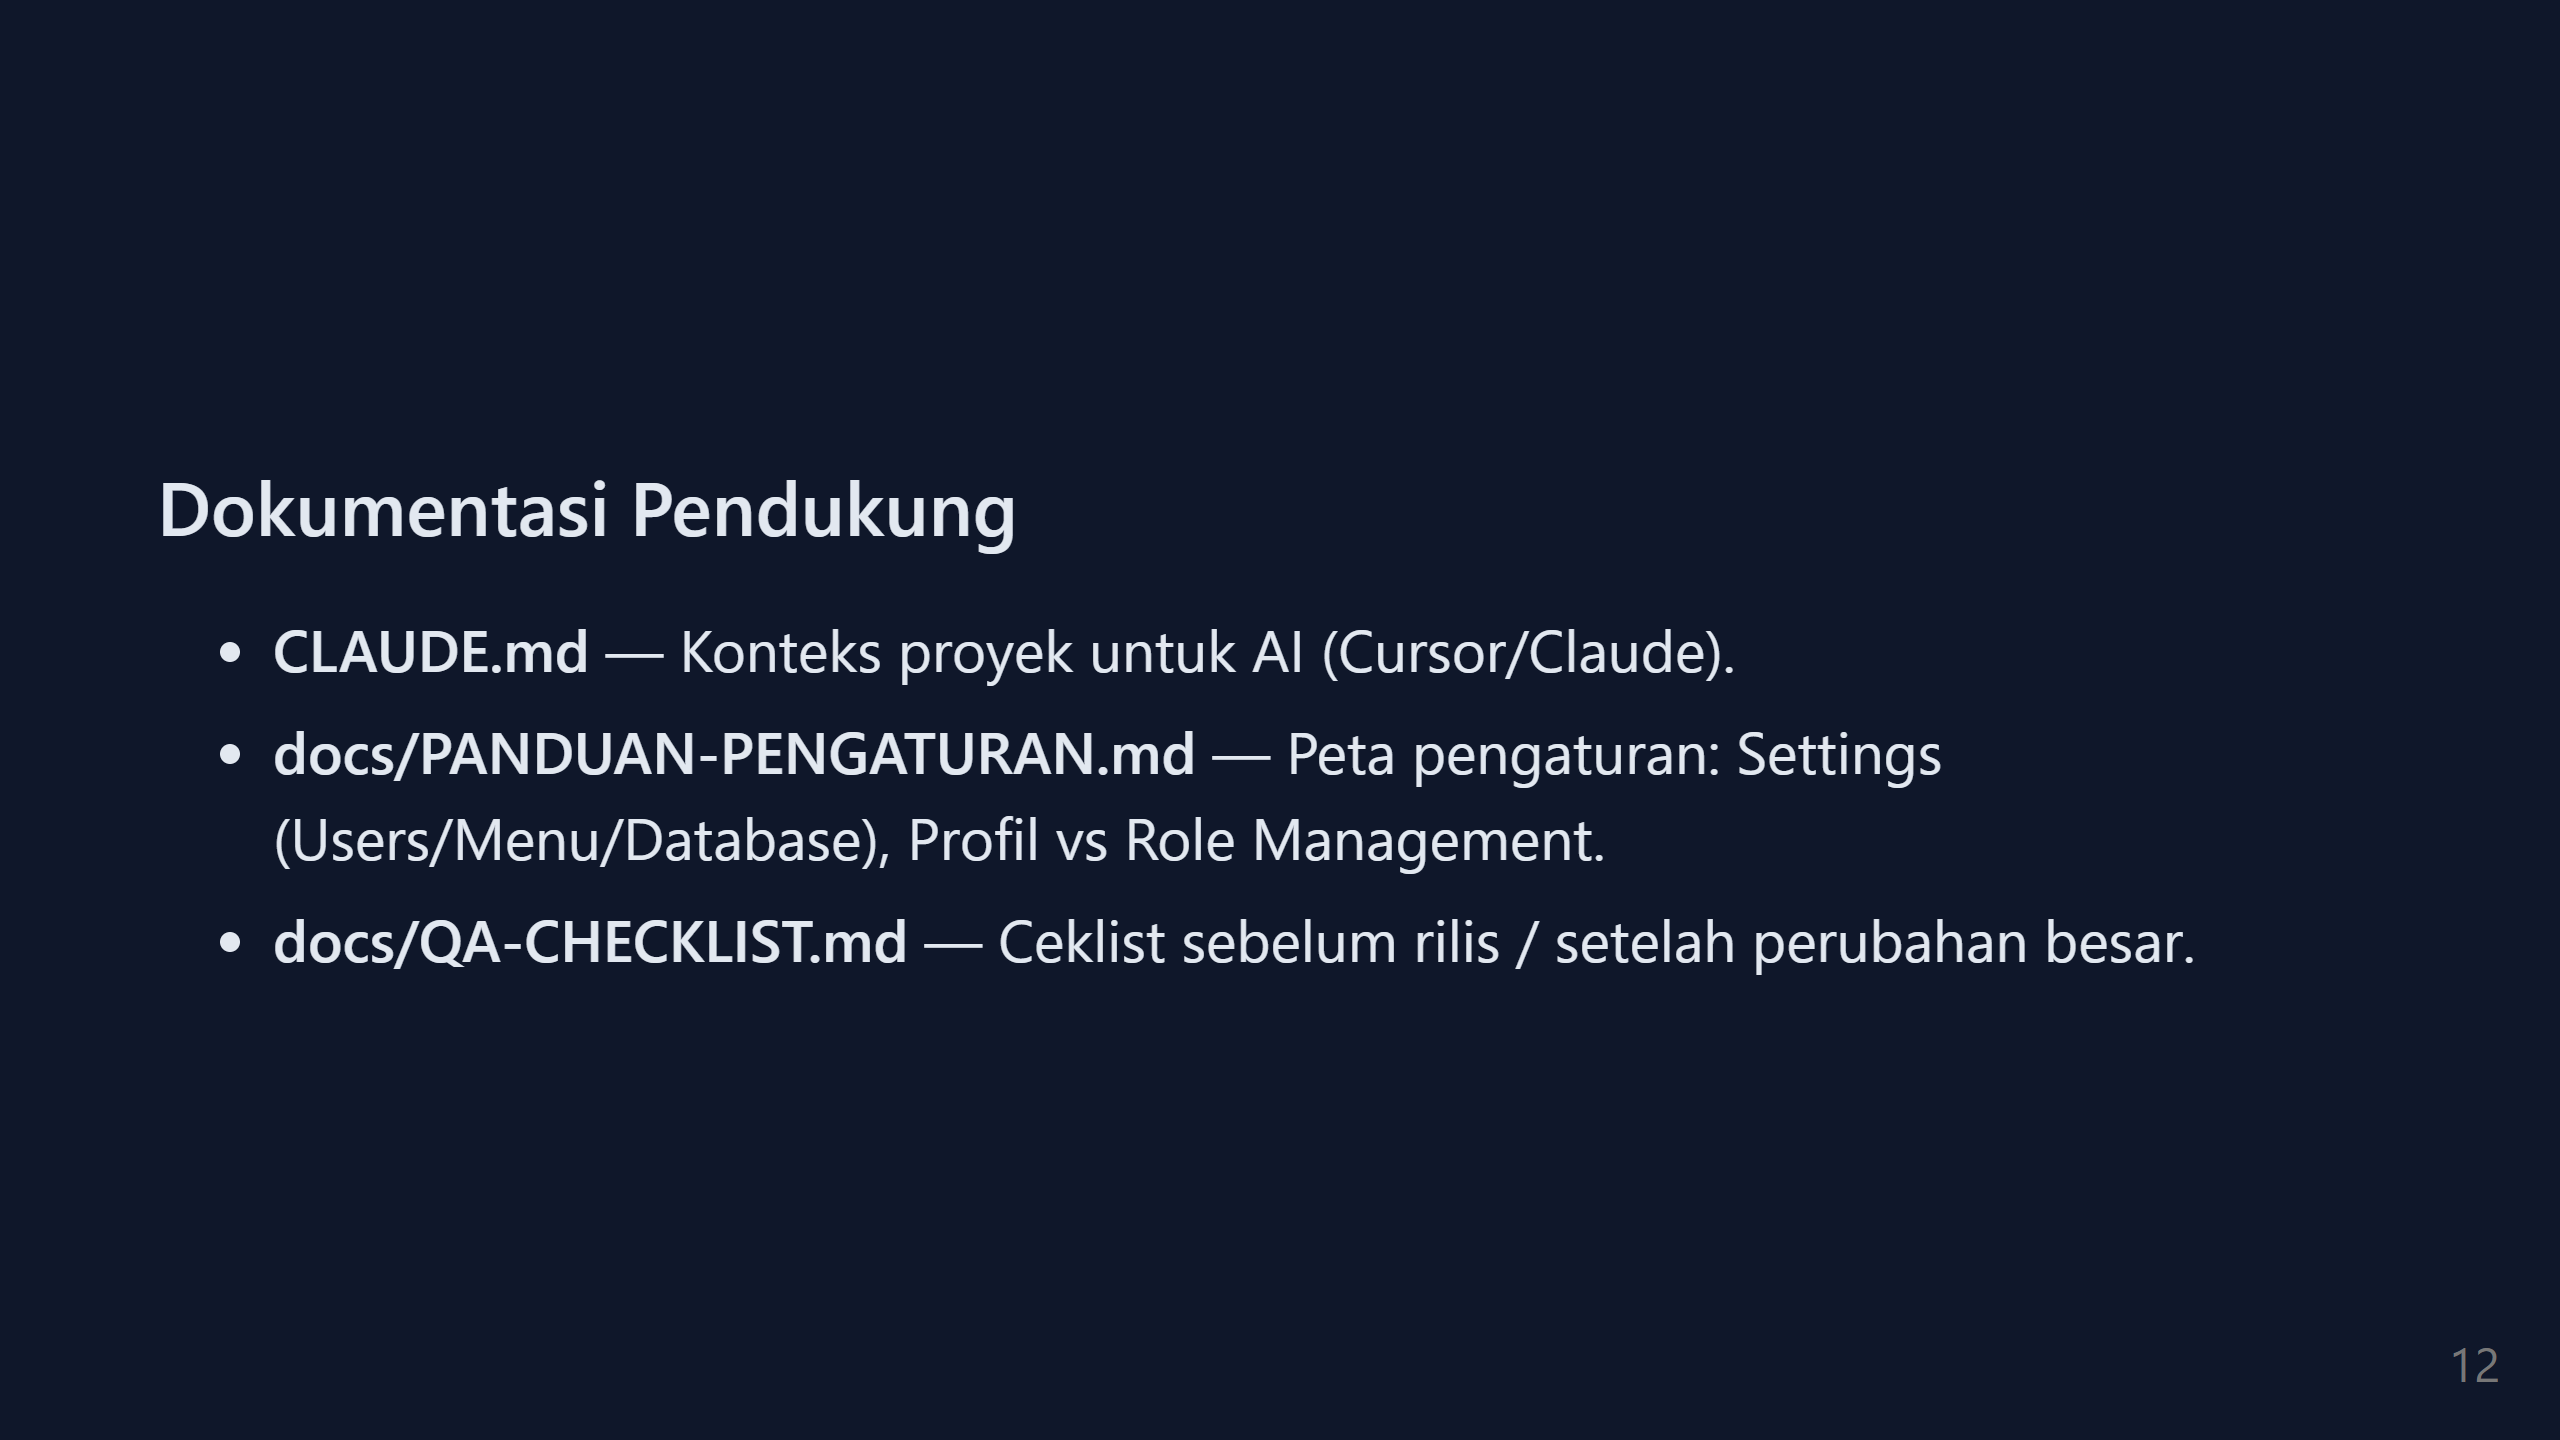 Dokumentasi Pendukung
• CLAUDE.md — Konteks proyek untuk AI (Cursor/Claude).
• docs/PANDUAN-PENGATURAN.md — Peta pengaturan: Settings
(Users/Menu/Database), Profil vs Role Management.
• docs/QA-CHECKLIST.md — Ceklist sebelum rilis / setelah perubahan besar.
12